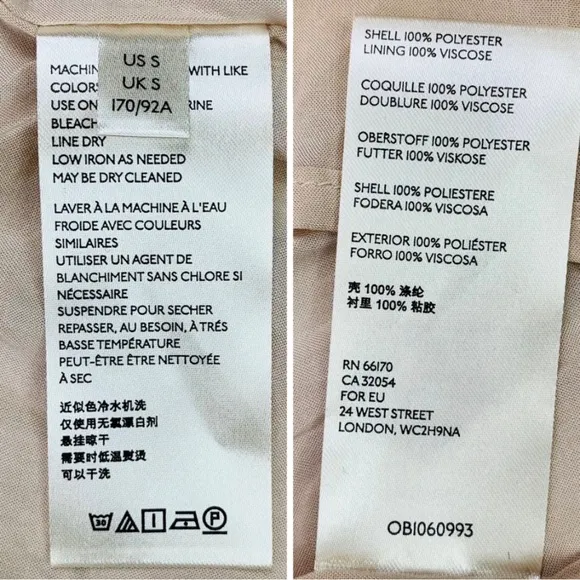 US S
UK S
170/92A
MACHIN WITH LIKE
COLOR
USE ON RINE
BLEACH
LINE DRY
LOW IRON AS NEEDED
MAY BE DRY CLEANED
LAVER À LA MACHINE À L'EAU
FROIDE AVEC COULEURS
SIMILAIRES
UTILISER UN AGENT DE
BLANCHIMENT SANS CHLORE SI
NÉCESSAIRE
SUSPENDRE POUR SECHER
REPASSER, AU BESOIN, À TRÉS
BASSE TEMPÉRATURE
PEUT-ÊTRE ÊTRE NETTOYÉE
À SEC
近似色冷水机洗
仅使用无氯漂白剂
悬挂晾干
需要时低温熨烫
可以干洗
30
P
SHELL 100% POLYESTER
LINING 100% VISCOSE
COQUILLE 100% POLYESTER
DOUBLURE 100% VISCOSE
OBERSTOFF 100% POLYESTER
FUTTER 100% VISKOSE
SHELL 100% POLIESTERE
FODERA 100% VISCOSA
EXTERIOR 100% POLIÉSTER
FORRO 100% VISCOSA
壳 100% 涤纶
衬里 100% 粘胶
RN 66170
CA 32054
FOR EU
24 WEST STREET
LONDON, WC2H9NA
OB1060993